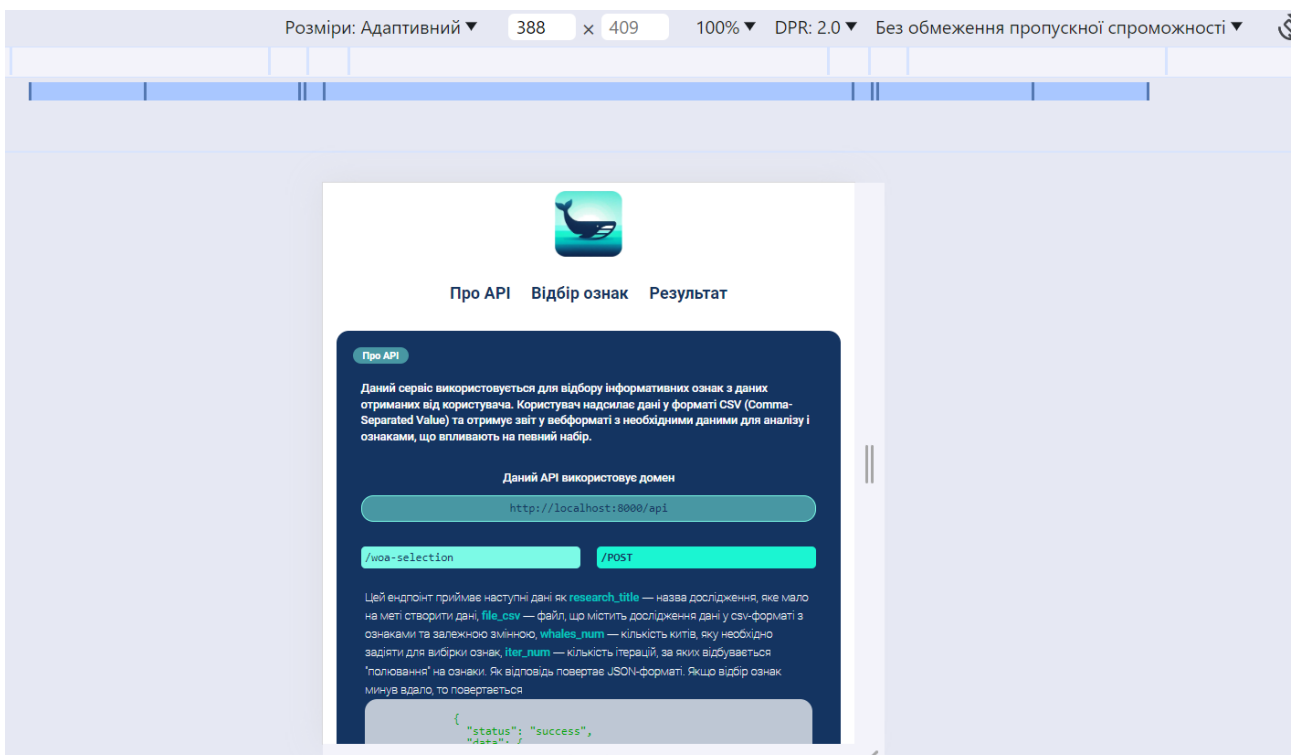 Розміри: Адаптивний ▼ 388 × 409 100% ▼ DPR: 2.0 ▼ Без обмеження пропускної спроможності ▼
Про API Відбір ознак Результат
Про API
Даний сервіс використовується для відбору інформативних ознак з даних
отриманих від користувача. Користувач надсилає дані у форматі CSV (Comma-
Separated Value) та отримує звіт у вебформаті з необхідними даними для аналізу і
ознаками, що впливають на певний набір.
Даний API використовує домен
http://localhost:8000/api
/woa-selection /POST
Цей ендпоінт приймає наступні дані як research_title — назва дослідження, яке мало
на меті створити дані, file_csv — файл, що містить дослідження дані у csv-форматі з
ознаками та залежною змінною, whales_num — кількість китів, яку необхідно
задіяти для вибірки ознак, iter_num — кількість ітерацій, за яких відбувається
"полювання" на ознаки. Як відповідь повертає JSON-форматі. Якщо відбір ознак
минув вдало, то повертається
{
"status": "success",
"data": {